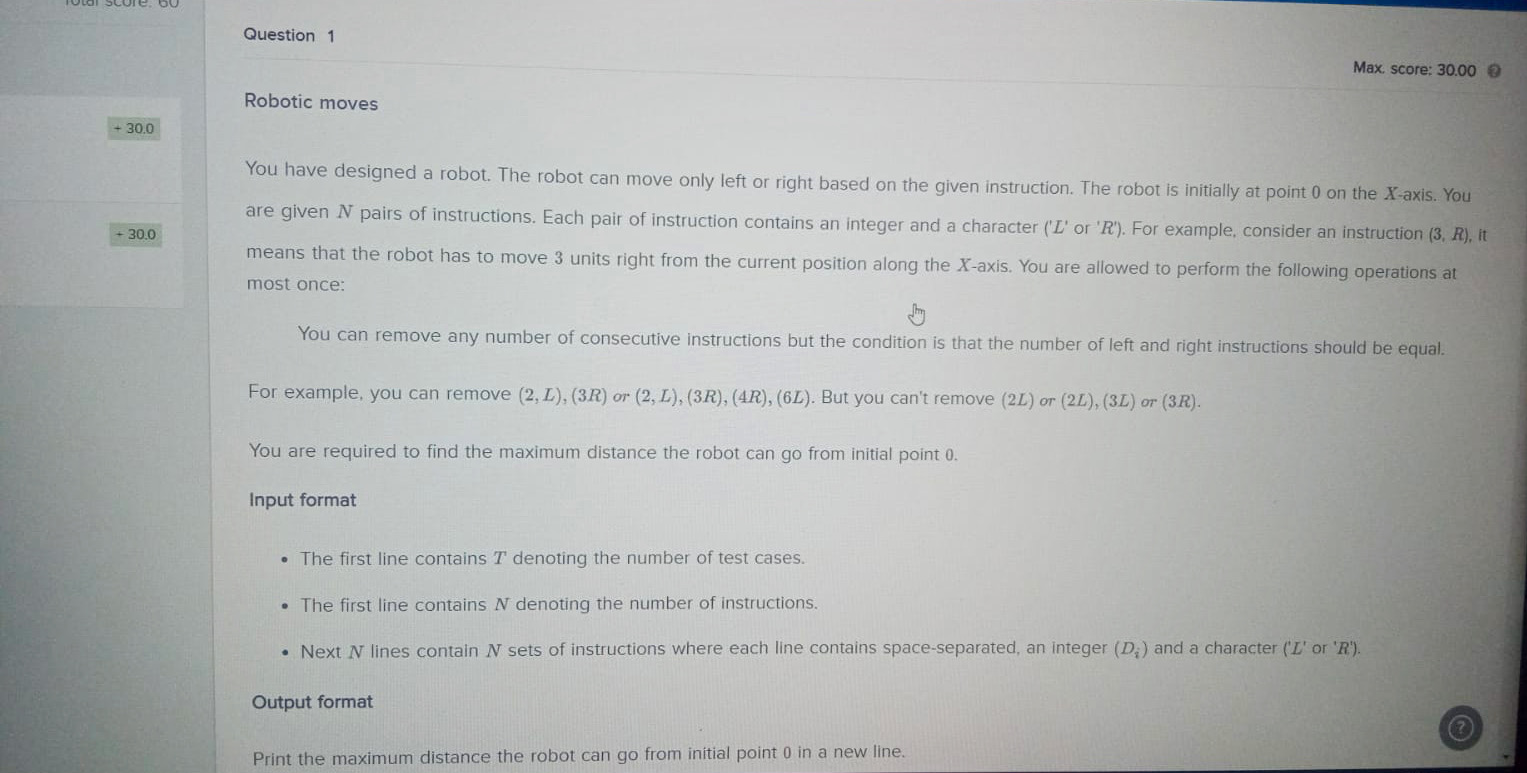 Total score: 60
Question 1
Max. score: 30.00
+ 30.0
+ 30.0
Robotic moves
You have designed a robot. The robot can move only left or right based on the given instruction. The robot is initially at point 0 on the X-axis. You
are given N pairs of instructions. Each pair of instruction contains an integer and a character ('L' or 'R'). For example, consider an instruction (3, R), it
means that the robot has to move 3 units right from the current position along the X-axis. You are allowed to perform the following operations at
most once:
You can remove any number of consecutive instructions but the condition is that the number of left and right instructions should be equal.
For example, you can remove (2, L), (3R) or (2, L), (3R), (4R), (6L). But you can't remove (2L) or (2L), (3L) or (3R).
You are required to find the maximum distance the robot can go from initial point 0.
Input format
• The first line contains T denoting the number of test cases.
• The first line contains N denoting the number of instructions.
• Next N lines contain N sets of instructions where each line contains space-separated, an integer (Di) and a character ('L' or 'R').
Output format
Print the maximum distance the robot can go from initial point 0 in a new line.